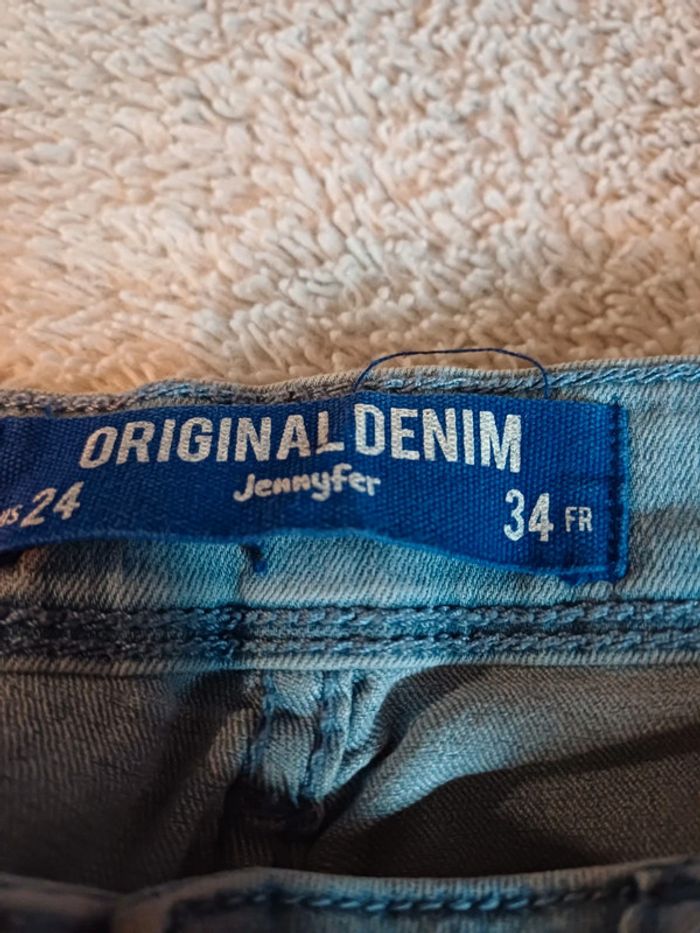 ORIGINAL DENIM
Jennyfer
24 34 FR